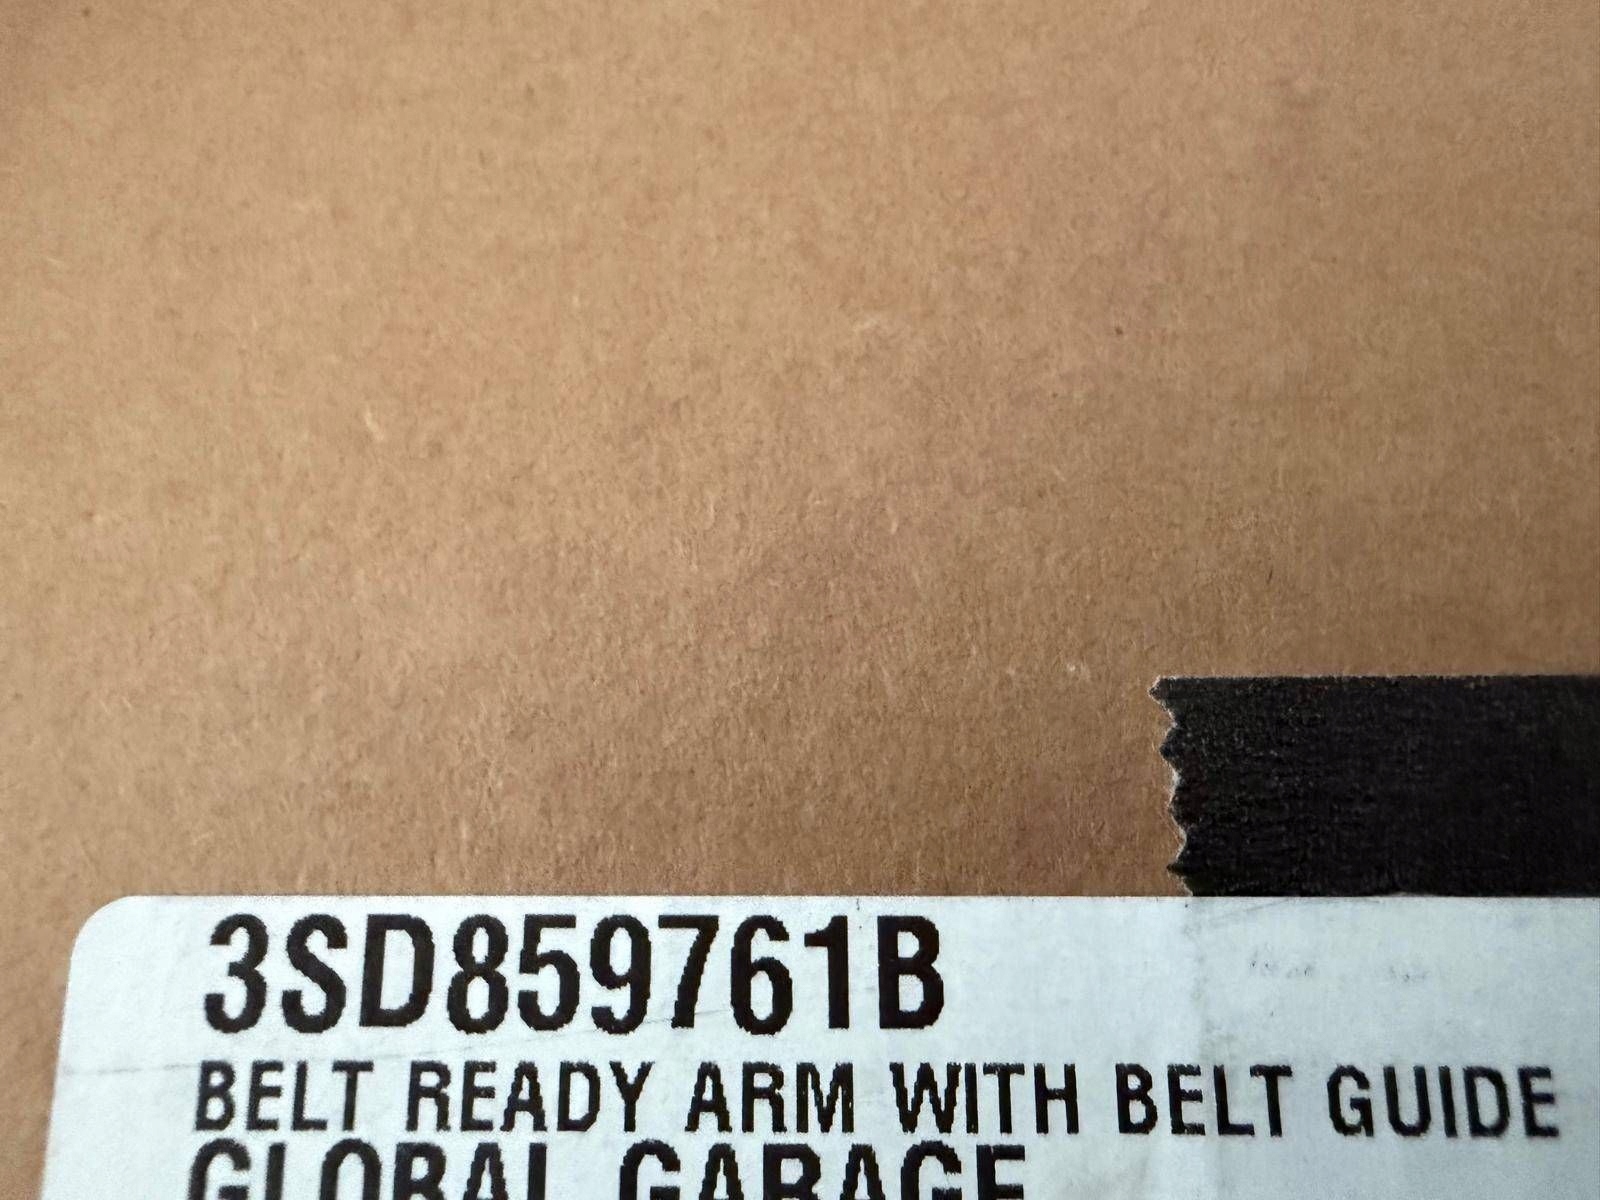 3SD859761B
BELT READY ARM WITH BELT GUIDE
GLOBAL GARAGE